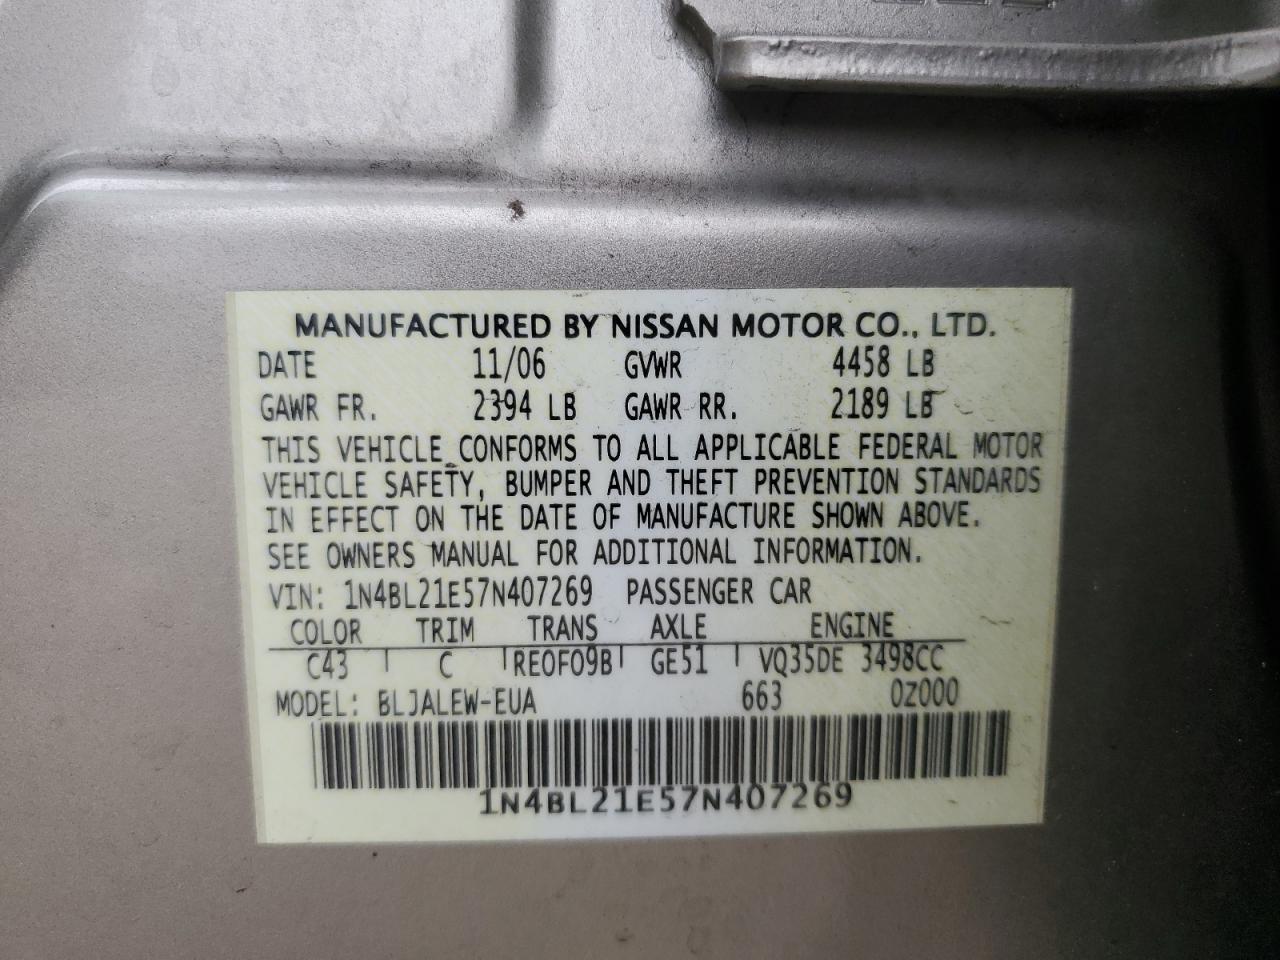 MANUFACTURED BY NISSAN MOTOR CO., LTD.
DATE 11/06 GVWR 4458 LB
GAWR FR. 2394 LB GAWR RR. 2189 LB
THIS VEHICLE CONFORMS TO ALL APPLICABLE FEDERAL MOTOR
VEHICLE SAFETY, BUMPER AND THEFT PREVENTION STANDARDS
IN EFFECT ON THE DATE OF MANUFACTURE SHOWN ABOVE.
SEE OWNERS MANUAL FOR ADDITIONAL INFORMATION.
VIN: 1N4BL21E57N407269 PASSENGER CAR
COLOR TRIM TRANS AXLE ENGINE
C43 C RE0F09B GE51 VQ35DE 3498CC
MODEL: BLJALEW-EUA 663 0Z000
1N4BL21E57N407269